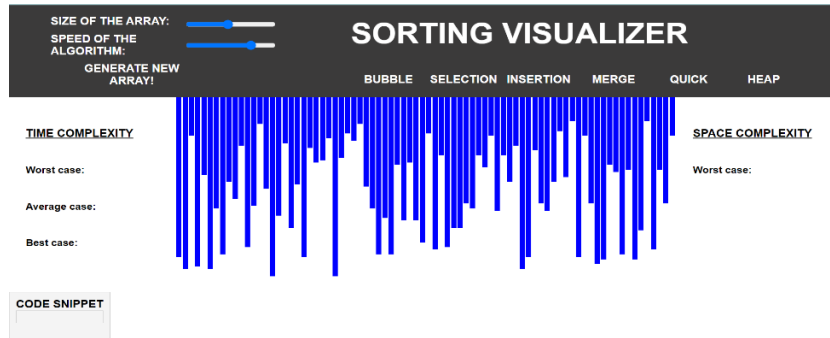 SIZE OF THE ARRAY:
SPEED OF THE
ALGORITHM:
GENERATE NEW
ARRAY!
SORTING VISUALIZER
BUBBLE SELECTION INSERTION MERGE QUICK HEAP
TIME COMPLEXITY
Worst case:
Average case:
Best case:
SPACE COMPLEXITY
Worst case:
CODE SNIPPET